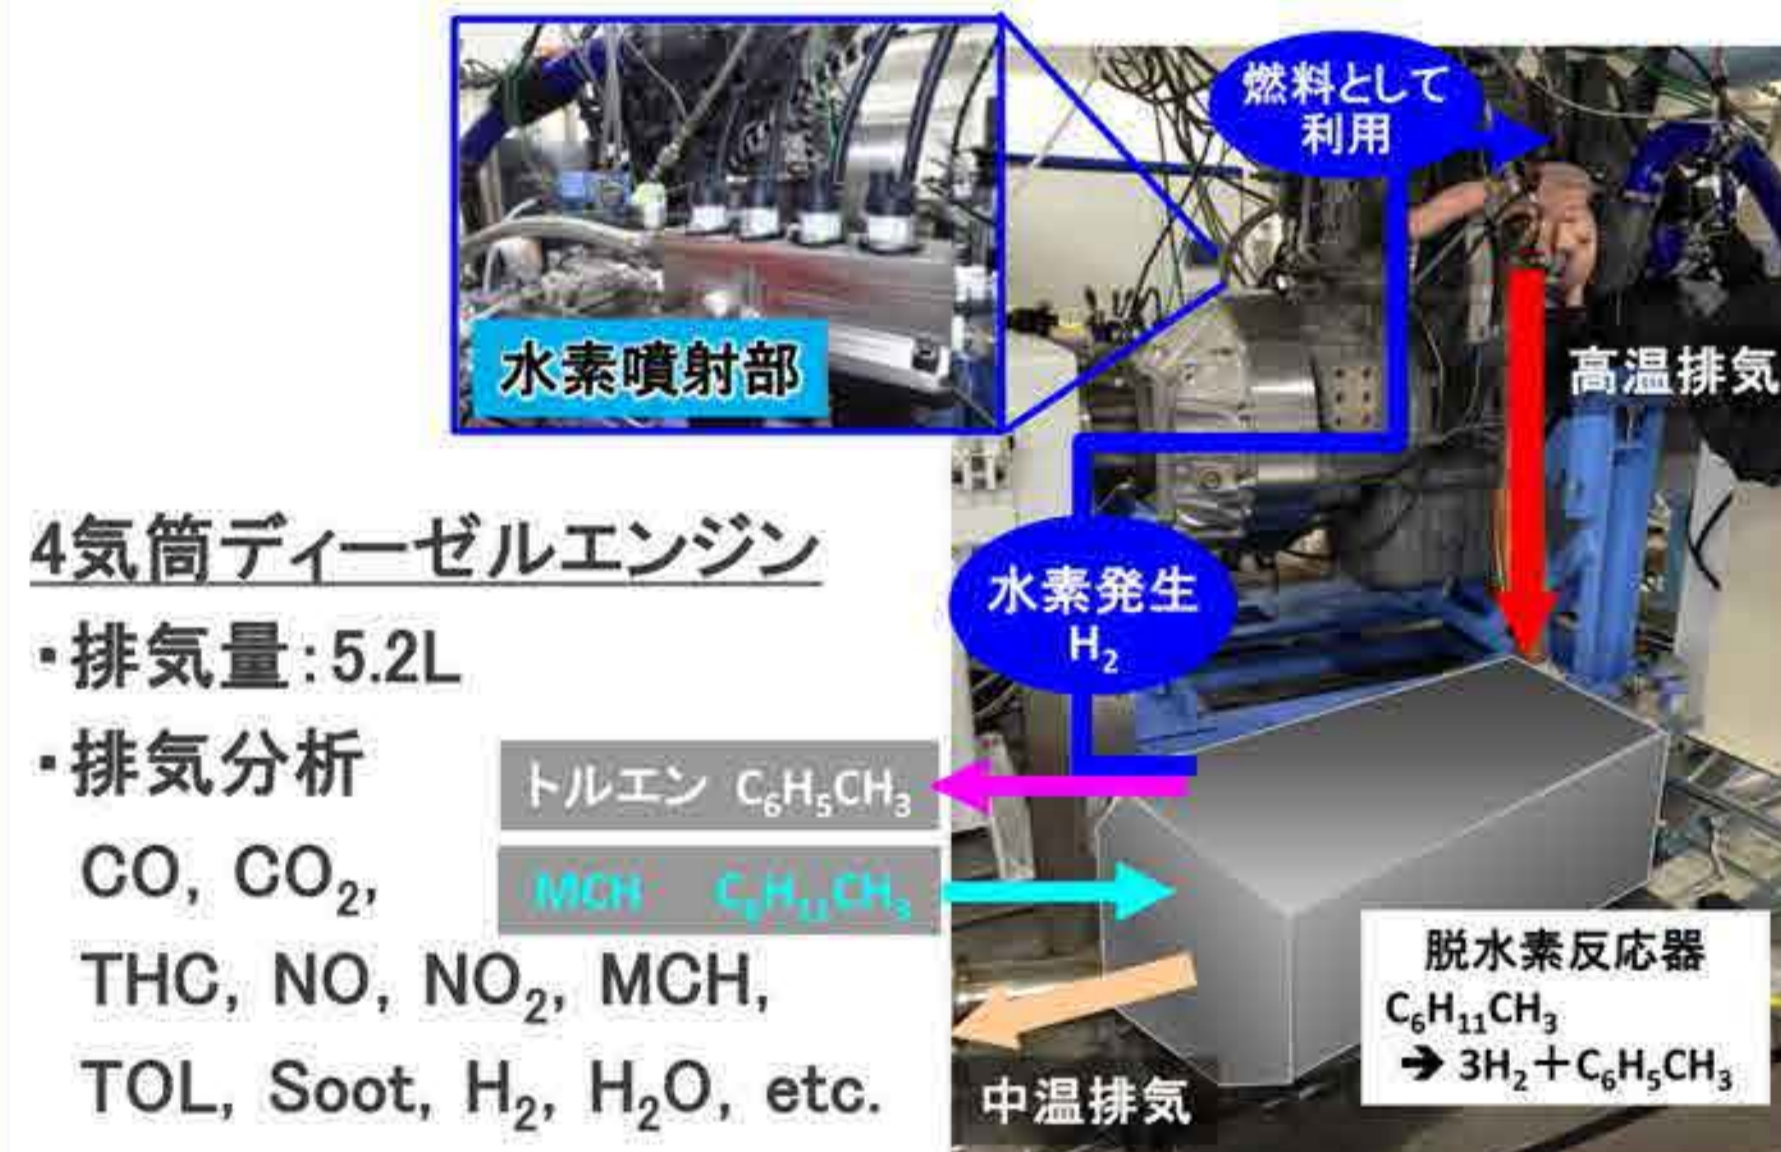 燃料として
利用
水素噴射部
高温排気
4気筒ディーゼルエンジン
・排気量:5.2L
・排気分析
CO, CO₂,
THC, NO, NO₂, MCH,
TOL, Soot, H₂, H₂O, etc.
水素発生
H₂
トルエン C₆H₅CH₃
MCH C₆H₁₁CH₃
脱水素反応器
C₆H₁₁CH₃
➔ 3H₂+C₆H₅CH₃
中温排気